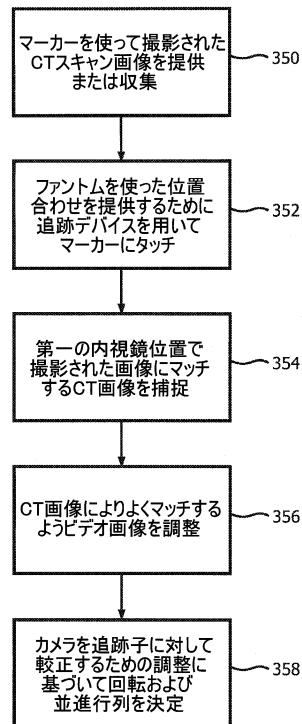 マーカーを使って撮影された
CTスキャン画像を提供
または収集
350
ファントムを使った位置
合わせを提供するために
追跡デバイスを用いて
マーカーにタッチ
352
第一の内視鏡位置で
撮影された画像にマッチ
するCT画像を捕捉
354
CT画像によりよくマッチする
ようビデオ画像を調整
356
カメラを追跡子に対して
較正するための調整に
基づいて回転および
並進行列を決定
358